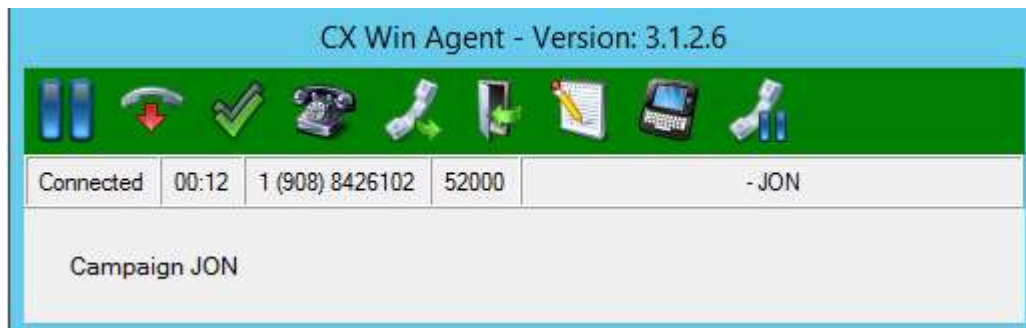 CX Win Agent - Version: 3.1.2.6
Connected 00:12 1 (908) 8426102 52000 - JON
Campaign JON